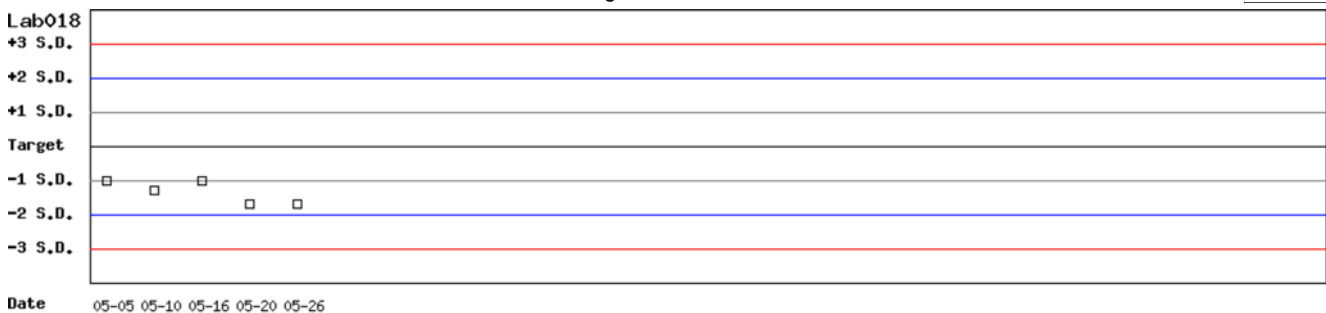 Lab018
+3 S.D.
+2 S.D.
+1 S.D.
Target
-1 S.D.
-2 S.D.
-3 S.D.
Date 05-05 05-10 05-16 05-20 05-26